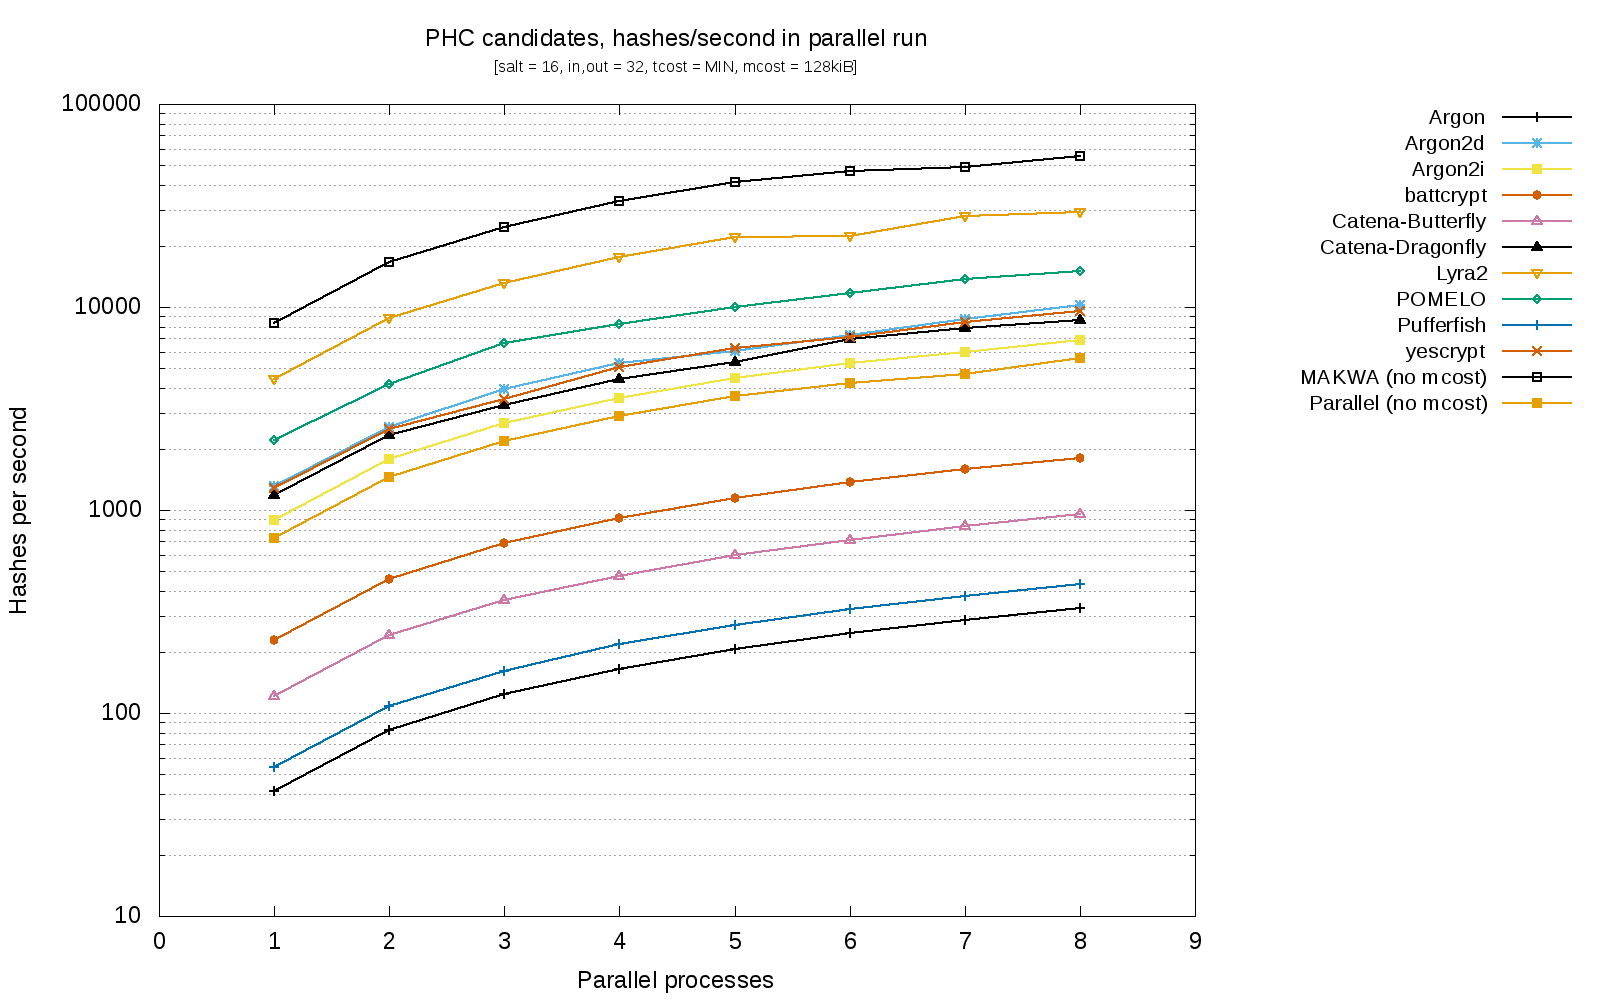 PHC candidates, hashes/second in parallel run
[salt = 16, in,out = 32, tcost = MIN, mcost = 128kiB]
100000
10000
1000
100
10
Hashes per second
0 1 2 3 4 5 6 7 8 9
Parallel processes
Argon
Argon2d
Argon2i
battcrypt
Catena-Butterfly
Catena-Dragonfly
Lyra2
POMELO
Pufferfish
yescrypt
MAKWA (no mcost)
Parallel (no mcost)